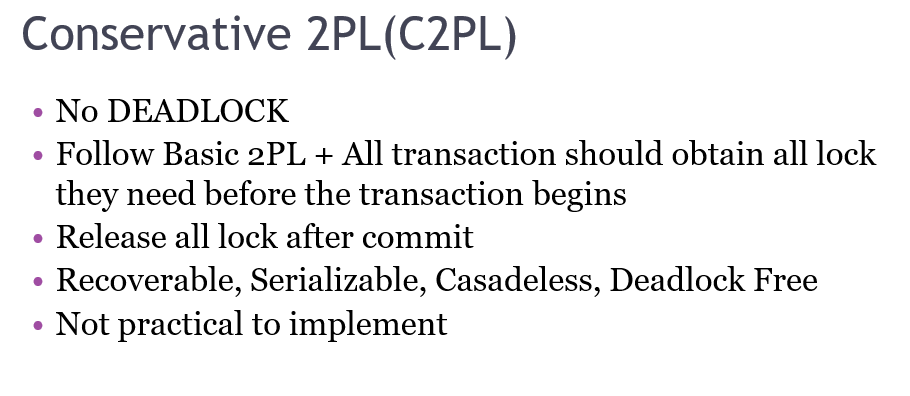 Conservative 2PL(C2PL)
• No DEADLOCK
• Follow Basic 2PL + All transaction should obtain all lock
they need before the transaction begins
• Release all lock after commit
• Recoverable, Serializable, Casadeless, Deadlock Free
• Not practical to implement